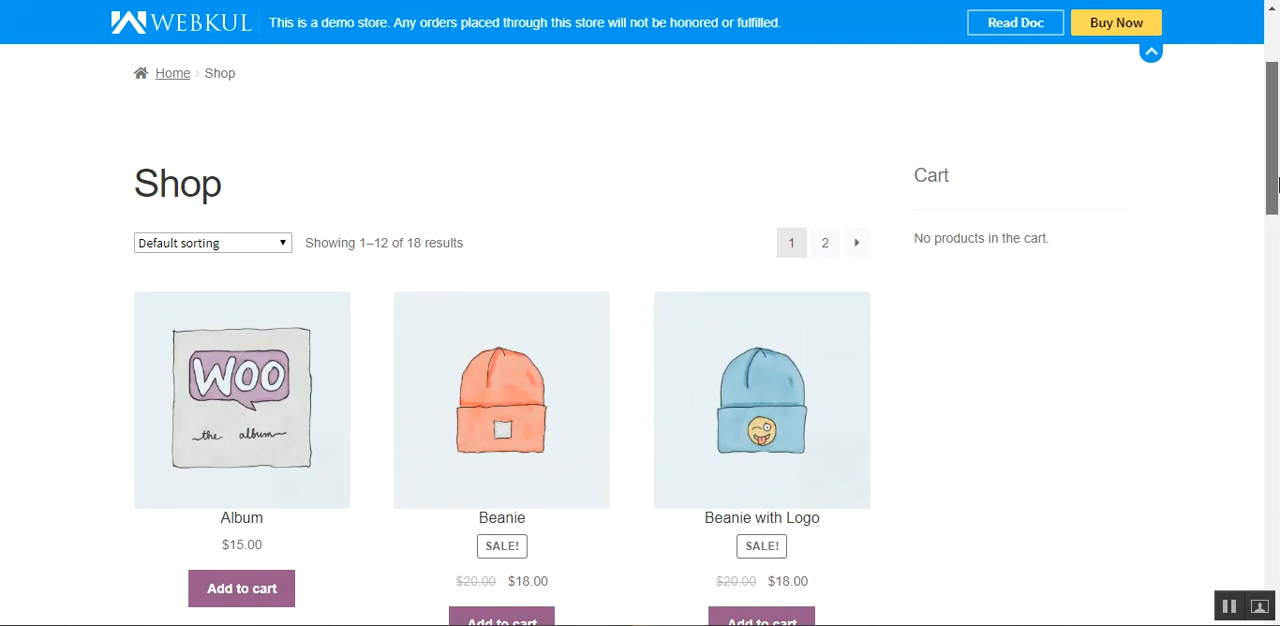 WEBKUL
This is a demo store. Any orders placed through this store will not be honored or fulfilled.
Read Doc
Buy Now
Home › Shop
Shop
Cart
Default sorting
Showing 1–12 of 18 results
1
2
No products in the cart.
WOO
~the album~
Album
Beanie
Beanie with Logo
$15.00
SALE!
SALE!
$20.00 $18.00
$20.00 $18.00
Add to cart
Add to cart
Add to cart